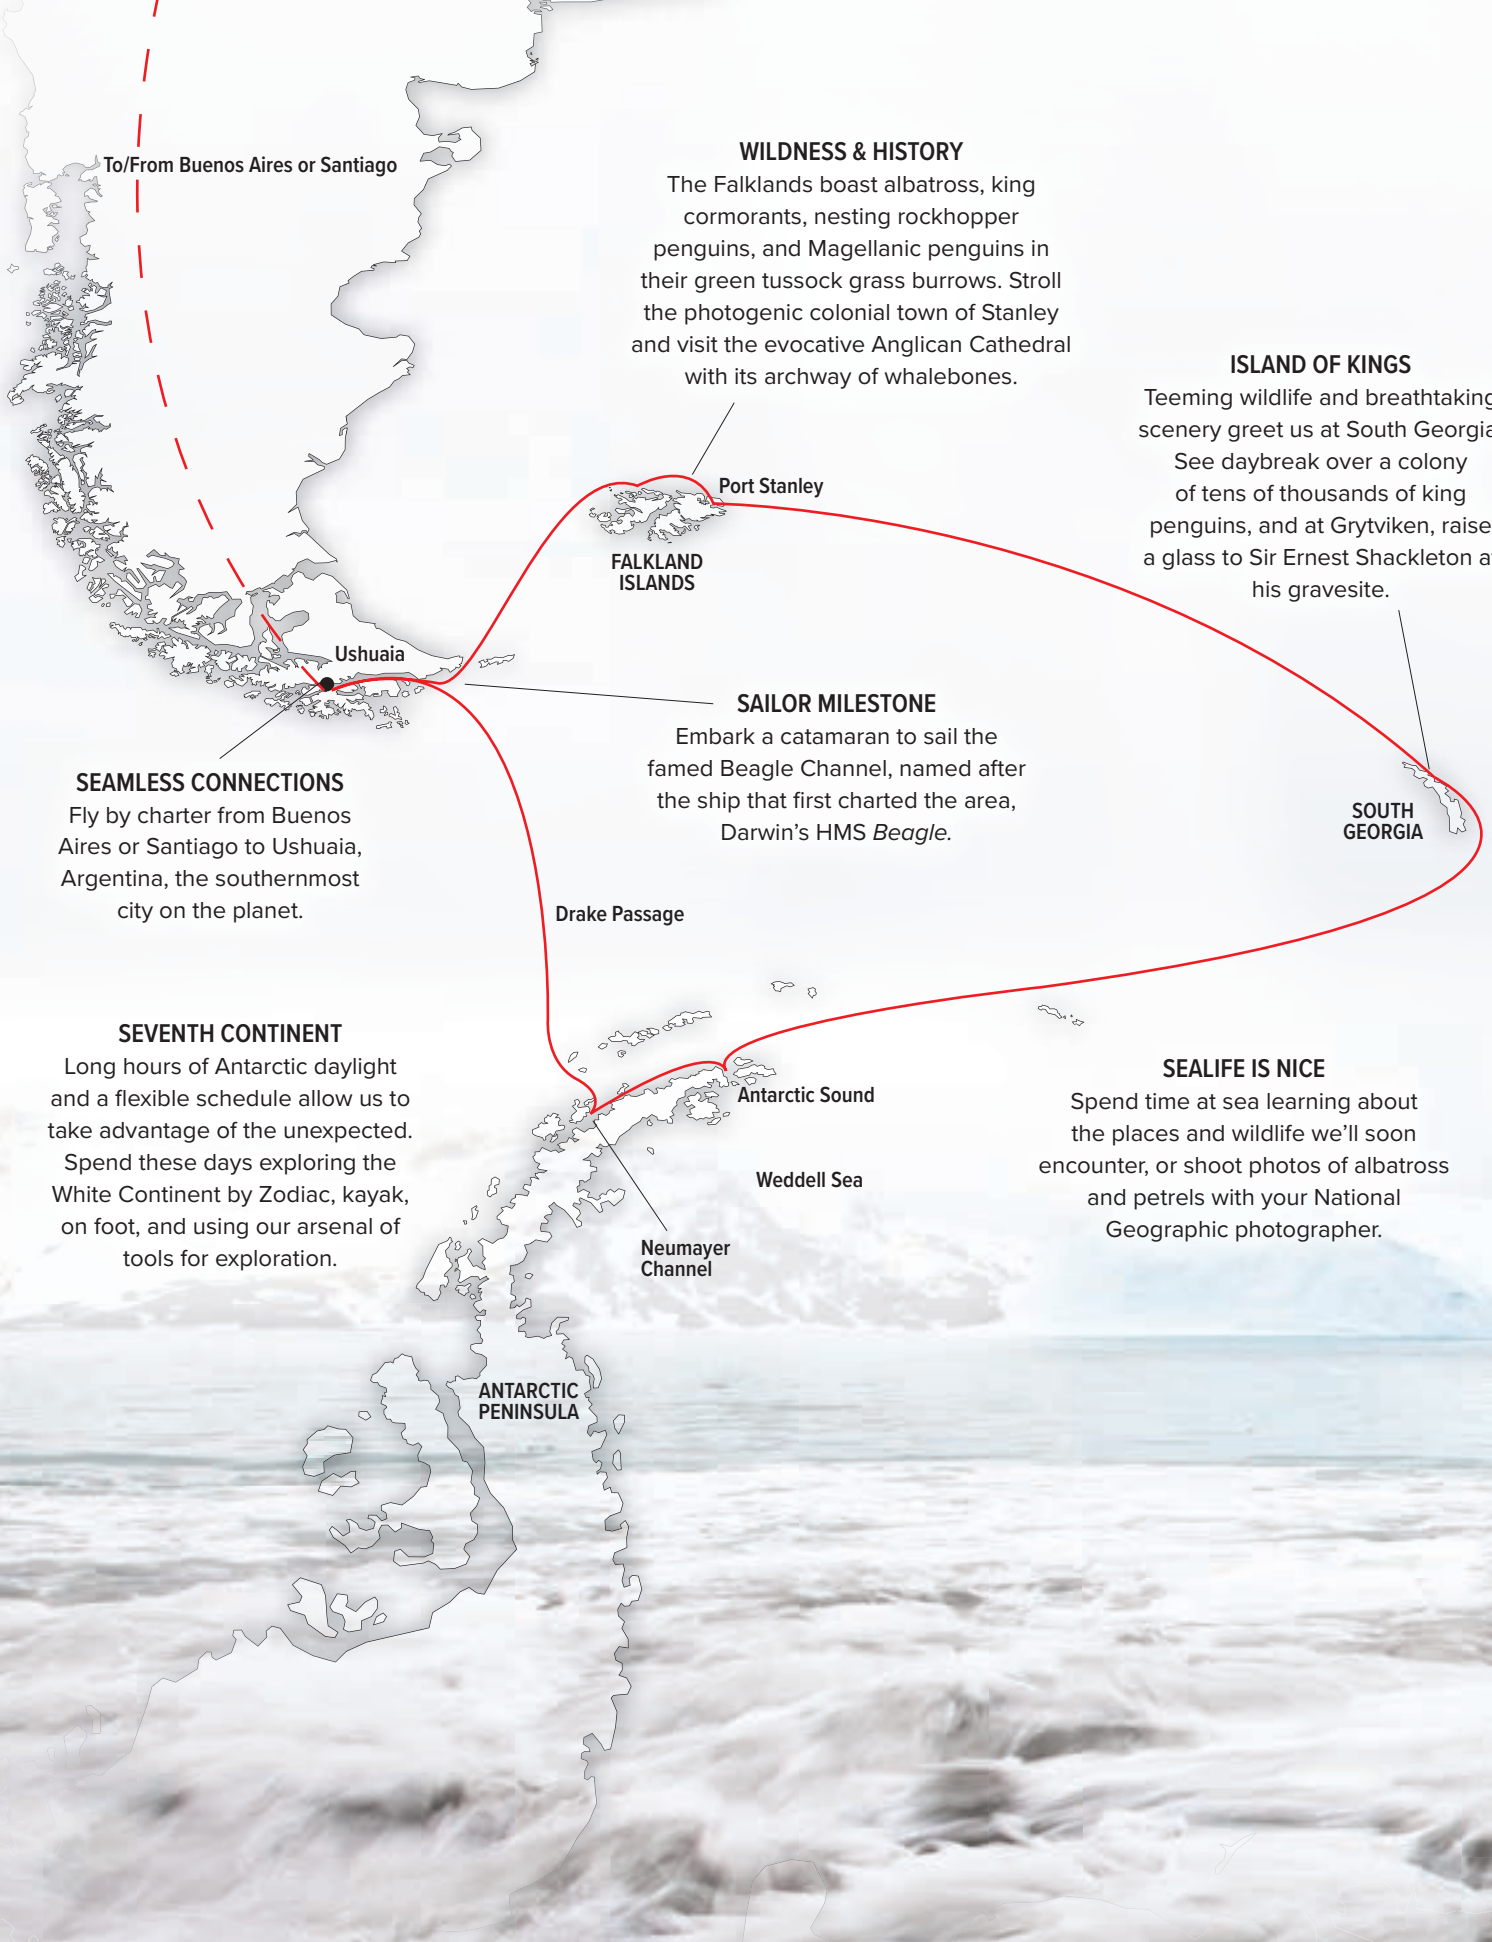 To/From Buenos Aires or Santiago
WILDNESS & HISTORY
The Falklands boast albatross, king
cormorants, nesting rockhopper
penguins, and Magellanic penguins in
their green tussock grass burrows. Stroll
the photogenic colonial town of Stanley
and visit the evocative Anglican Cathedral
with its archway of whalebones.
ISLAND OF KINGS
Teeming wildlife and breathtaking
scenery greet us at South Georgia
See daybreak over a colony
of tens of thousands of king
penguins, and at Grytviken, raise
a glass to Sir Ernest Shackleton at
his gravesite.
Port Stanley
FALKLAND
ISLANDS
Ushuaia
SAILOR MILESTONE
Embark a catamaran to sail the
famed Beagle Channel, named after
the ship that first charted the area,
Darwin's HMS Beagle.
SEAMLESS CONNECTIONS
Fly by charter from Buenos
Aires or Santiago to Ushuaia,
Argentina, the southernmost
city on the planet.
SOUTH
GEORGIA
Drake Passage
SEVENTH CONTINENT
Long hours of Antarctic daylight
and a flexible schedule allow us to
take advantage of the unexpected.
Spend these days exploring the
White Continent by Zodiac, kayak,
on foot, and using our arsenal of
tools for exploration.
SEALIFE IS NICE
Spend time at sea learning about
the places and wildlife we'll soon
encounter, or shoot photos of albatross
and petrels with your National
Geographic photographer.
Antarctic Sound
Weddell Sea
Neumayer
Channel
ANTARCTIC
PENINSULA